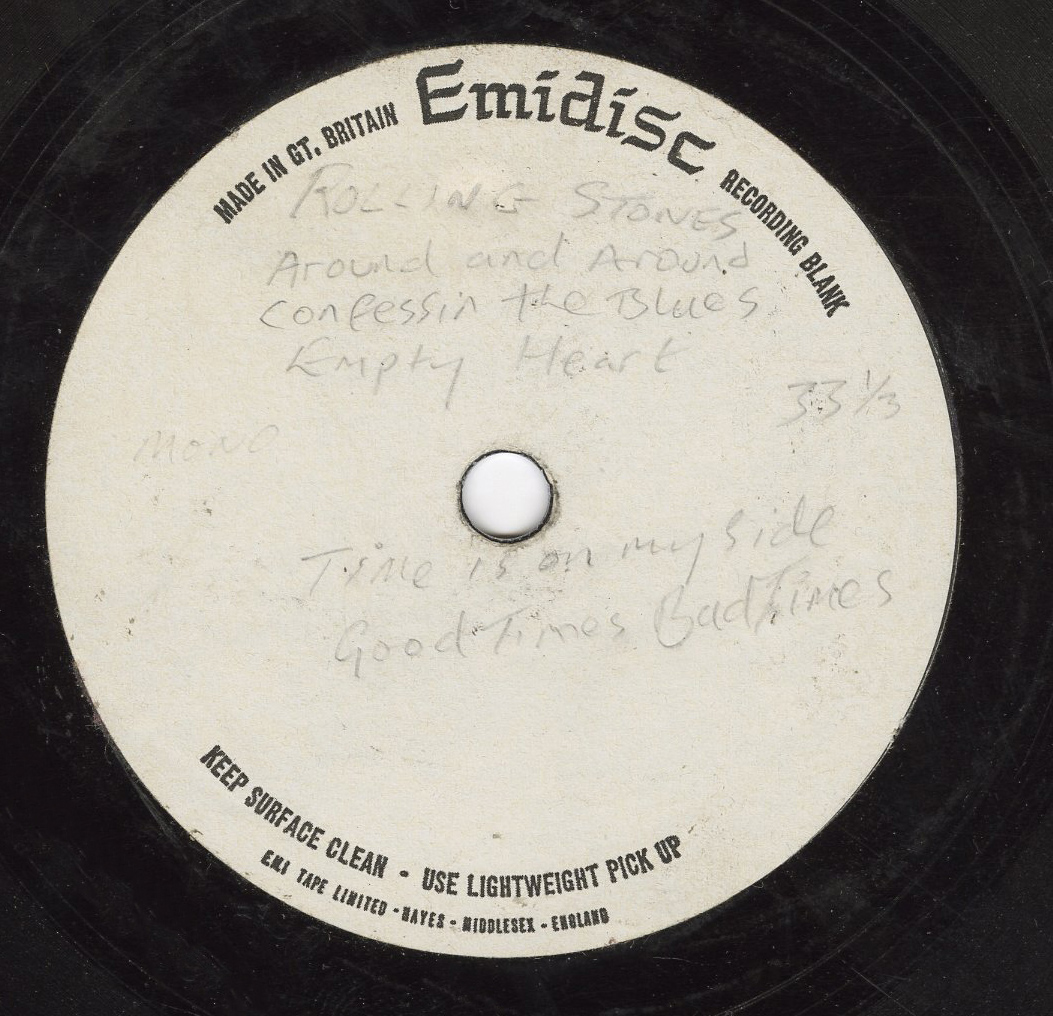 MADE IN GT. BRITAIN Emidisc RECORDING BLANK
ROLLING STONES
Around and Around
confessin the Blues
Empty Heart
33 1/3
MONO
Time is on my side
Good Times Bad Times
KEEP SURFACE CLEAN · USE LIGHTWEIGHT PICK UP
EMI TAPE LIMITED - HAYES - MIDDLESEX - ENGLAND